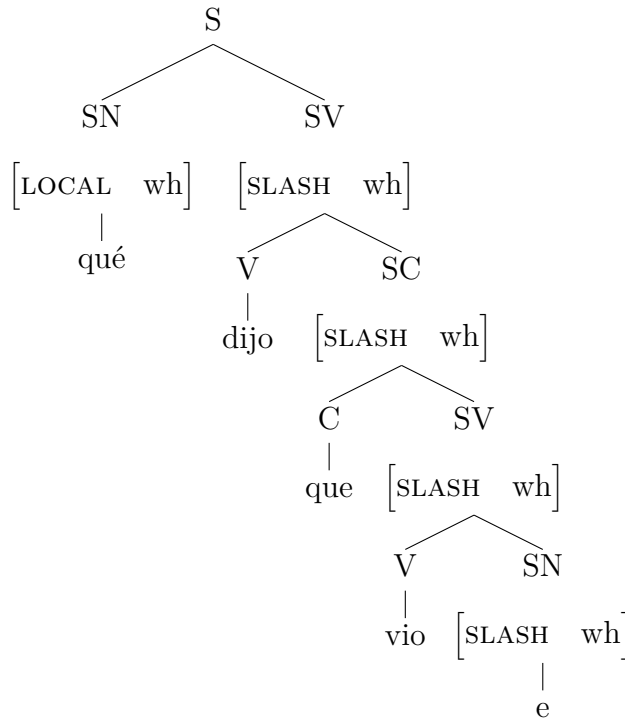 S
SN SV
[LOCAL wh] [SLASH wh]
qué V SC
dijo [SLASH wh]
C SV
que [SLASH wh]
V SN
vio [SLASH wh]
e